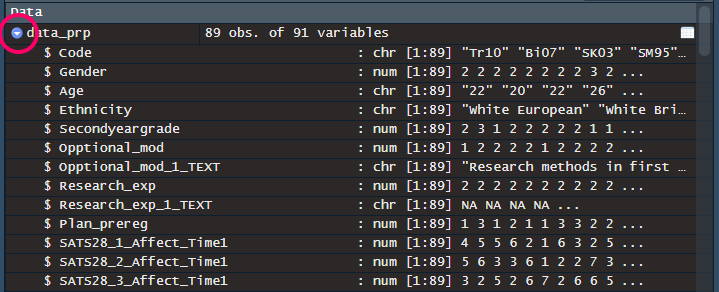 Data
data_prp 89 obs. of 91 variables
$ Code : chr [1:89] "Tr10" "Bi07" "SK03" "SM95"…
$ Gender : num [1:89] 2 2 2 2 2 2 2 2 3 2 ...
$ Age : chr [1:89] "22" "20" "22" "26" ...
$ Ethnicity : chr [1:89] "White European" "White Bri…
$ Secondyeargrade : num [1:89] 2 3 1 2 2 2 2 2 1 1 ...
$ Opptional_mod : num [1:89] 1 2 2 2 2 1 2 2 2 2 ...
$ Opptional_mod_1_TEXT : chr [1:89] "Research methods in first …
$ Research_exp : num [1:89] 2 2 2 2 2 2 2 2 2 2 ...
$ Research_exp_1_TEXT : chr [1:89] NA NA NA NA ...
$ Plan_prereg : num [1:89] 1 3 1 2 1 1 3 3 2 2 ...
$ SATS28_1_Affect_Time1 : num [1:89] 4 5 5 6 2 1 6 3 2 5 ...
$ SATS28_2_Affect_Time1 : num [1:89] 5 6 3 3 6 1 2 2 7 3 ...
$ SATS28_3_Affect_Time1 : num [1:89] 3 2 5 2 6 7 2 6 6 5 ...